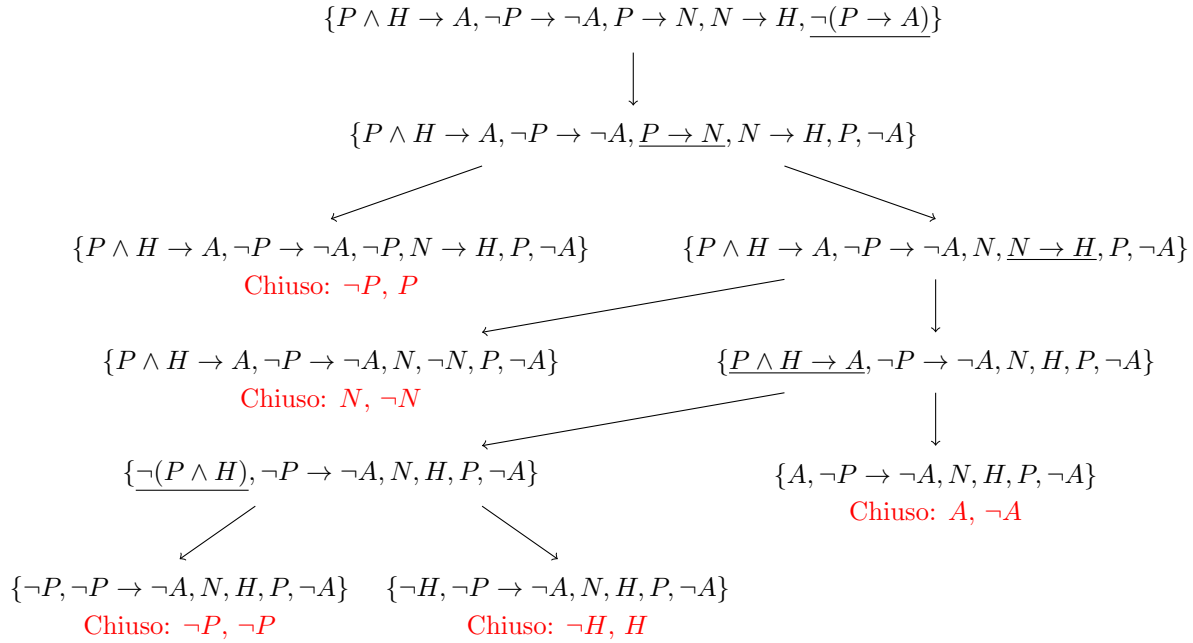 {P ∧ H → A, ¬P → ¬A, P → N, N → H, ¬(P → A)}
{P ∧ H → A, ¬P → ¬A, P → N, N → H, P, ¬A}
{P ∧ H → A, ¬P → ¬A, ¬P, N → H, P, ¬A}
Chiuso: ¬P, P
{P ∧ H → A, ¬P → ¬A, N, N → H, P, ¬A}
{P ∧ H → A, ¬P → ¬A, N, ¬N, P, ¬A}
Chiuso: N, ¬N
{P ∧ H → A, ¬P → ¬A, N, H, P, ¬A}
{¬(P ∧ H), ¬P → ¬A, N, H, P, ¬A}
{A, ¬P → ¬A, N, H, P, ¬A}
Chiuso: A, ¬A
{¬P, ¬P → ¬A, N, H, P, ¬A}
Chiuso: ¬P, ¬P
{¬H, ¬P → ¬A, N, H, P, ¬A}
Chiuso: ¬H, H